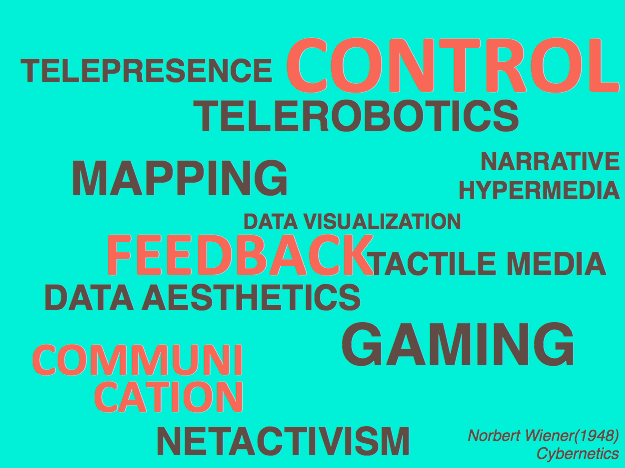 TELEPRESENCE CONTROL
TELEROBOTICS
MAPPING
NARRATIVE
HYPERMEDIA
DATA VISUALIZATION
FEEDBACK TACTILE MEDIA
DATA AESTHETICS
GAMING
COMMUNI
CATION
NETACTIVISM
Norbert Wiener(1948)
Cybernetics